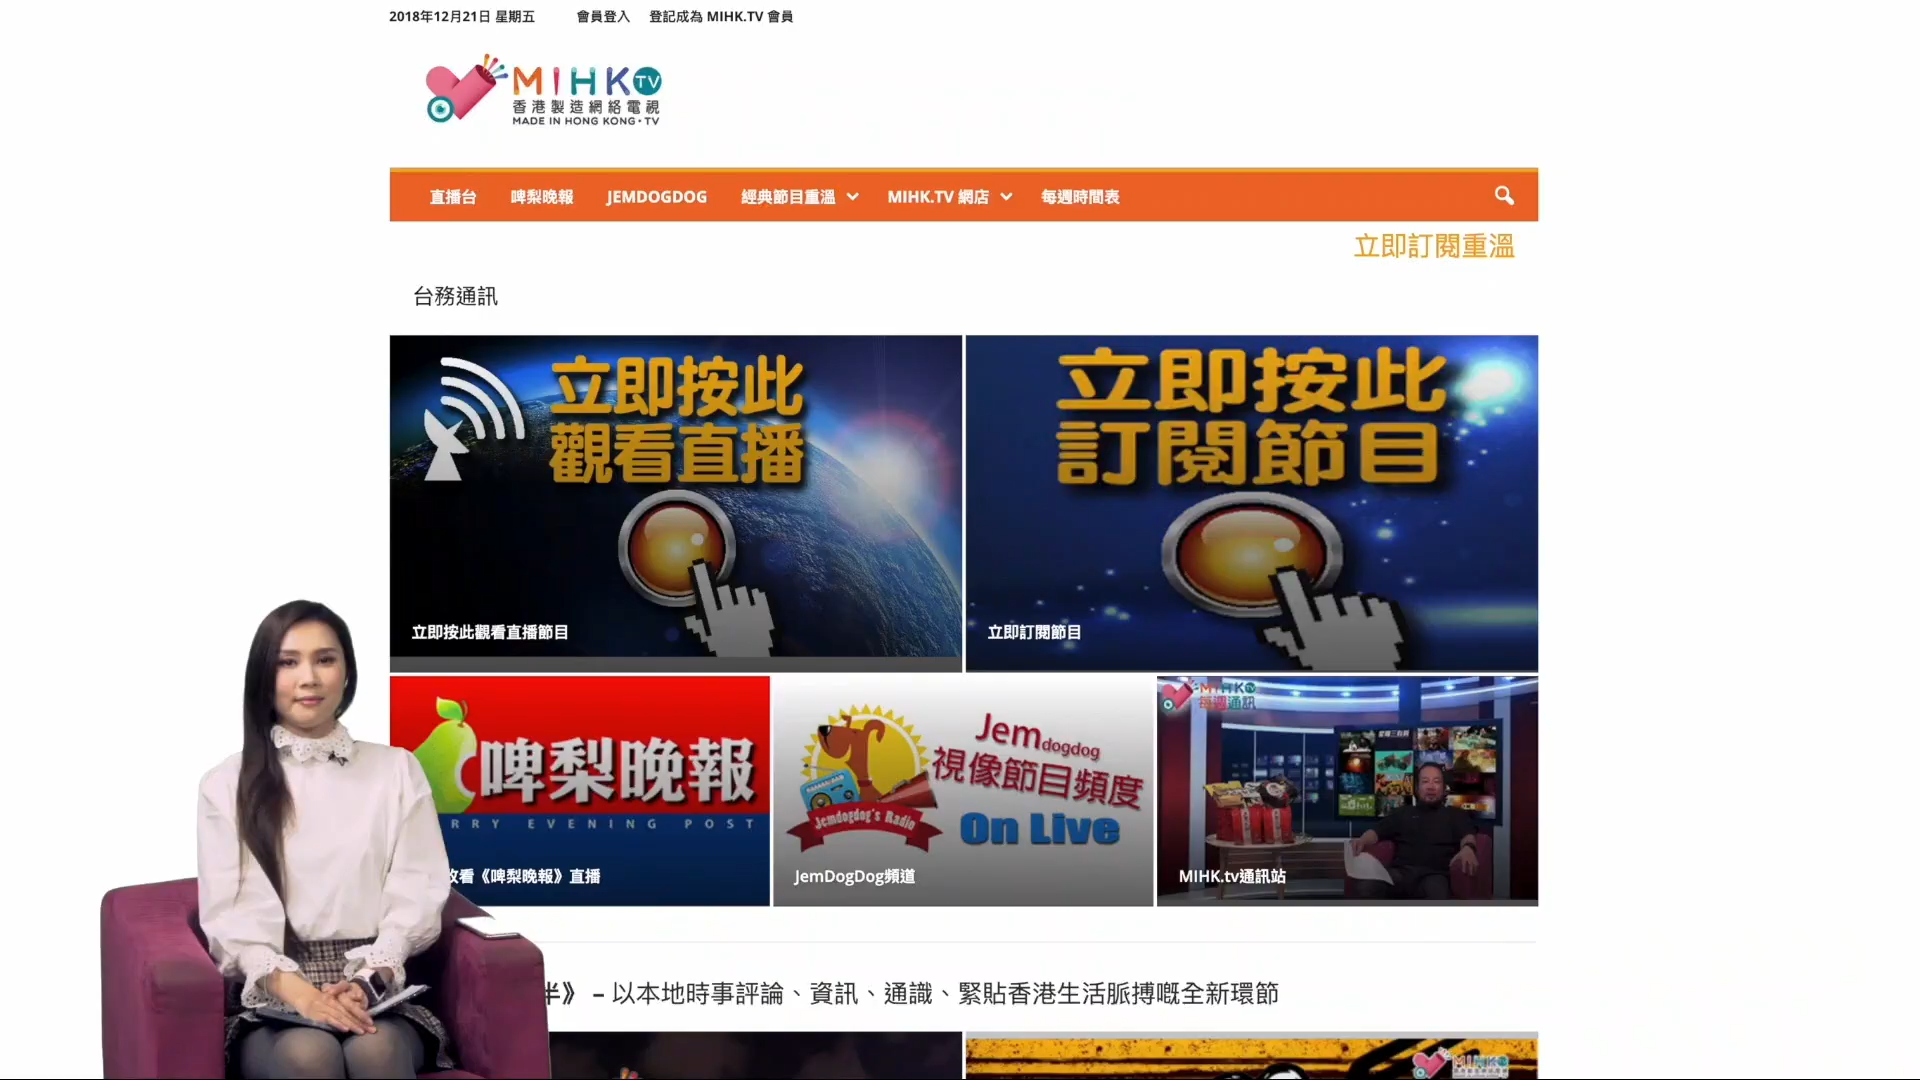 2018年12月21日 星期五 會員登入 登記成為 MIHK.TV 會員
MIHK TV
香港製造網絡電視
MADE IN HONG KONG・TV
直播台 啤梨晚報 JEMDOGDOG 經典節目重溫 MIHK.TV 網店 每週時間表
立即訂閱重溫
台務通訊
立即按此
觀看直播
立即按此觀看直播節目
立即按此
訂閱節目
立即訂閱節目
啤梨晚報
RRY EVENING POST
收看《啤梨晚報》直播
Jemdogdog
視像節目頻度
On Live
Jemdogdog's Radio
JemDogDog頻道
MIHK TV
每週通訊
MIHK.tv通訊站
半》 – 以本地時事評論、資訊、通識、緊貼香港生活脈搏嘅全新環節
MIHK